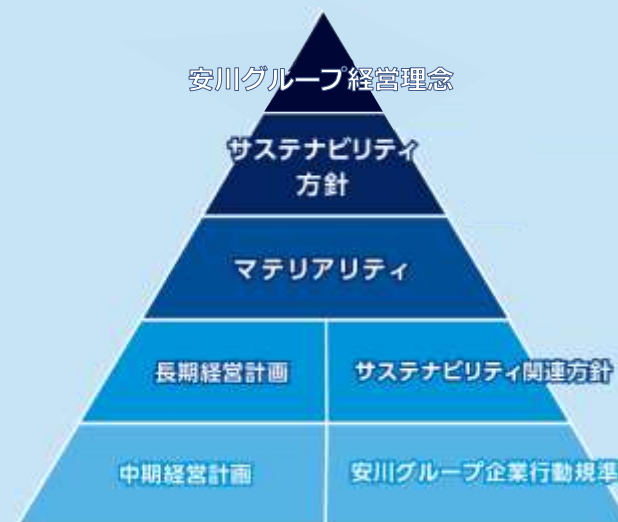 安川グループ経営理念
サステナビリティ
方針
マテリアリティ
長期経営計画
サステナビリティ関連方針
中期経営計画
安川グループ企業行動規準